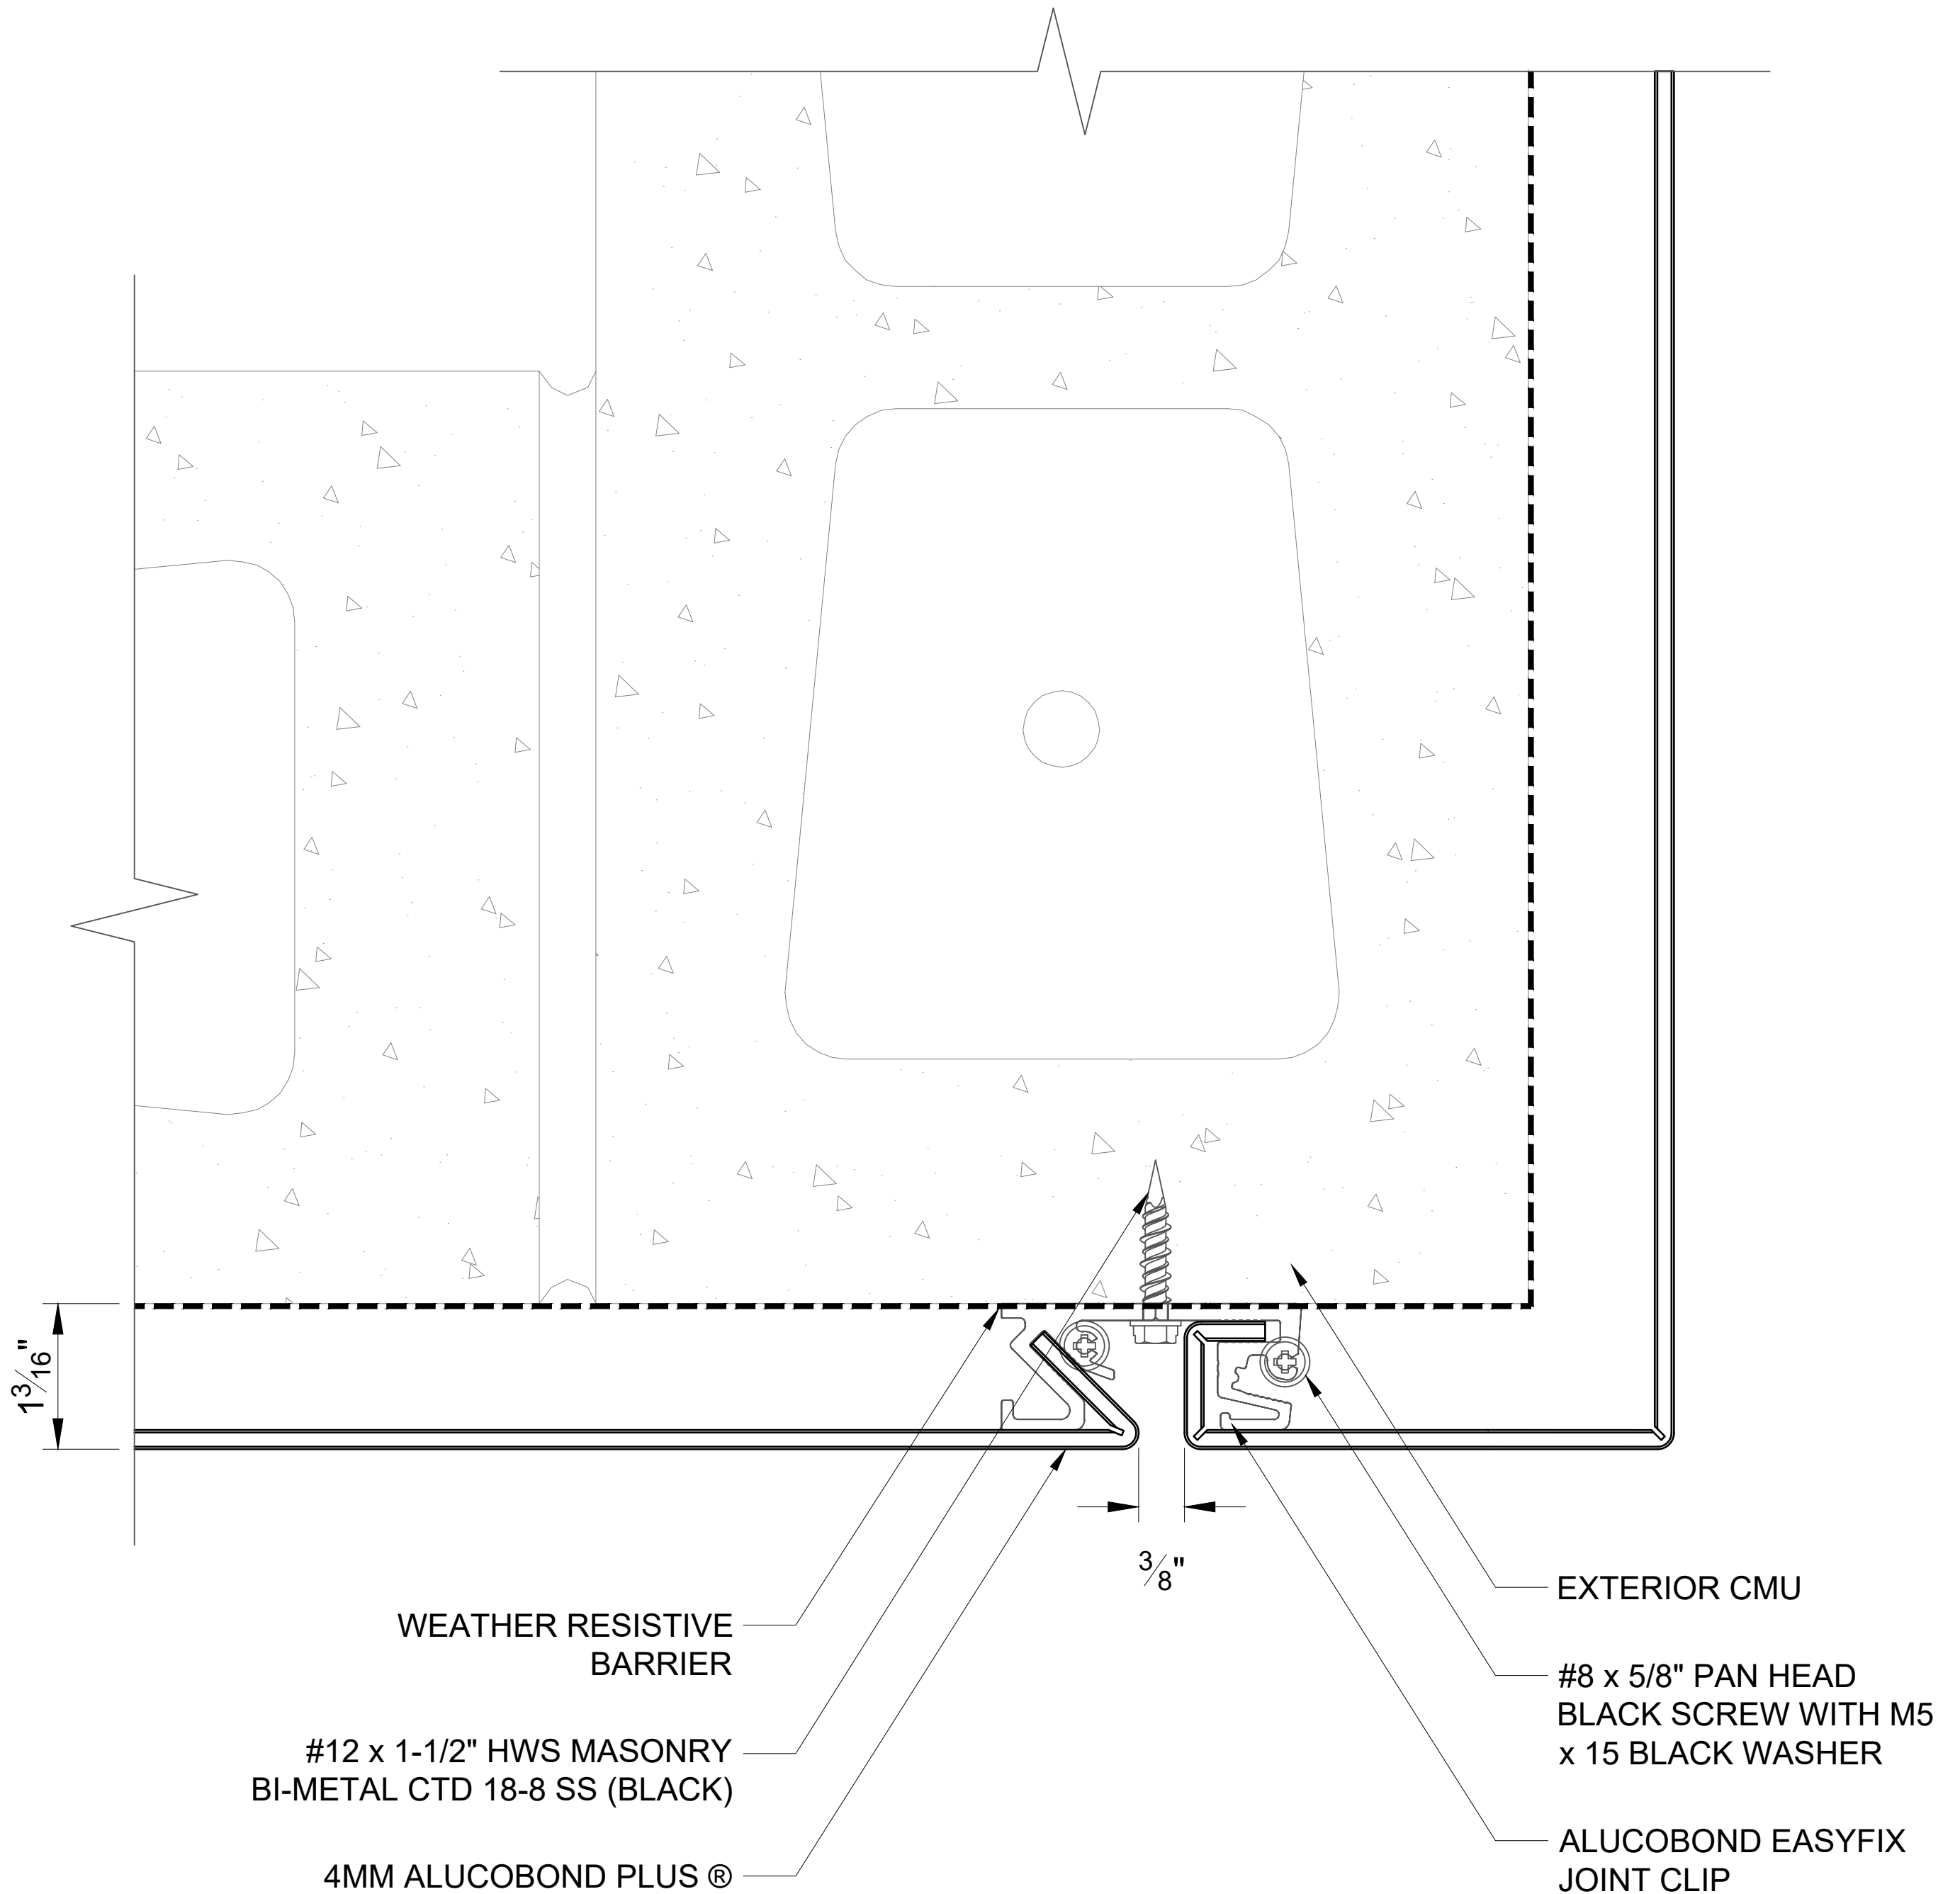 1 3/16"
3/8"
WEATHER RESISTIVE
BARRIER
#12 x 1-1/2" HWS MASONRY
BI-METAL CTD 18-8 SS (BLACK)
4MM ALUCOBOND PLUS ®
EXTERIOR CMU
#8 x 5/8" PAN HEAD
BLACK SCREW WITH M5
x 15 BLACK WASHER
ALUCOBOND EASYFIX
JOINT CLIP